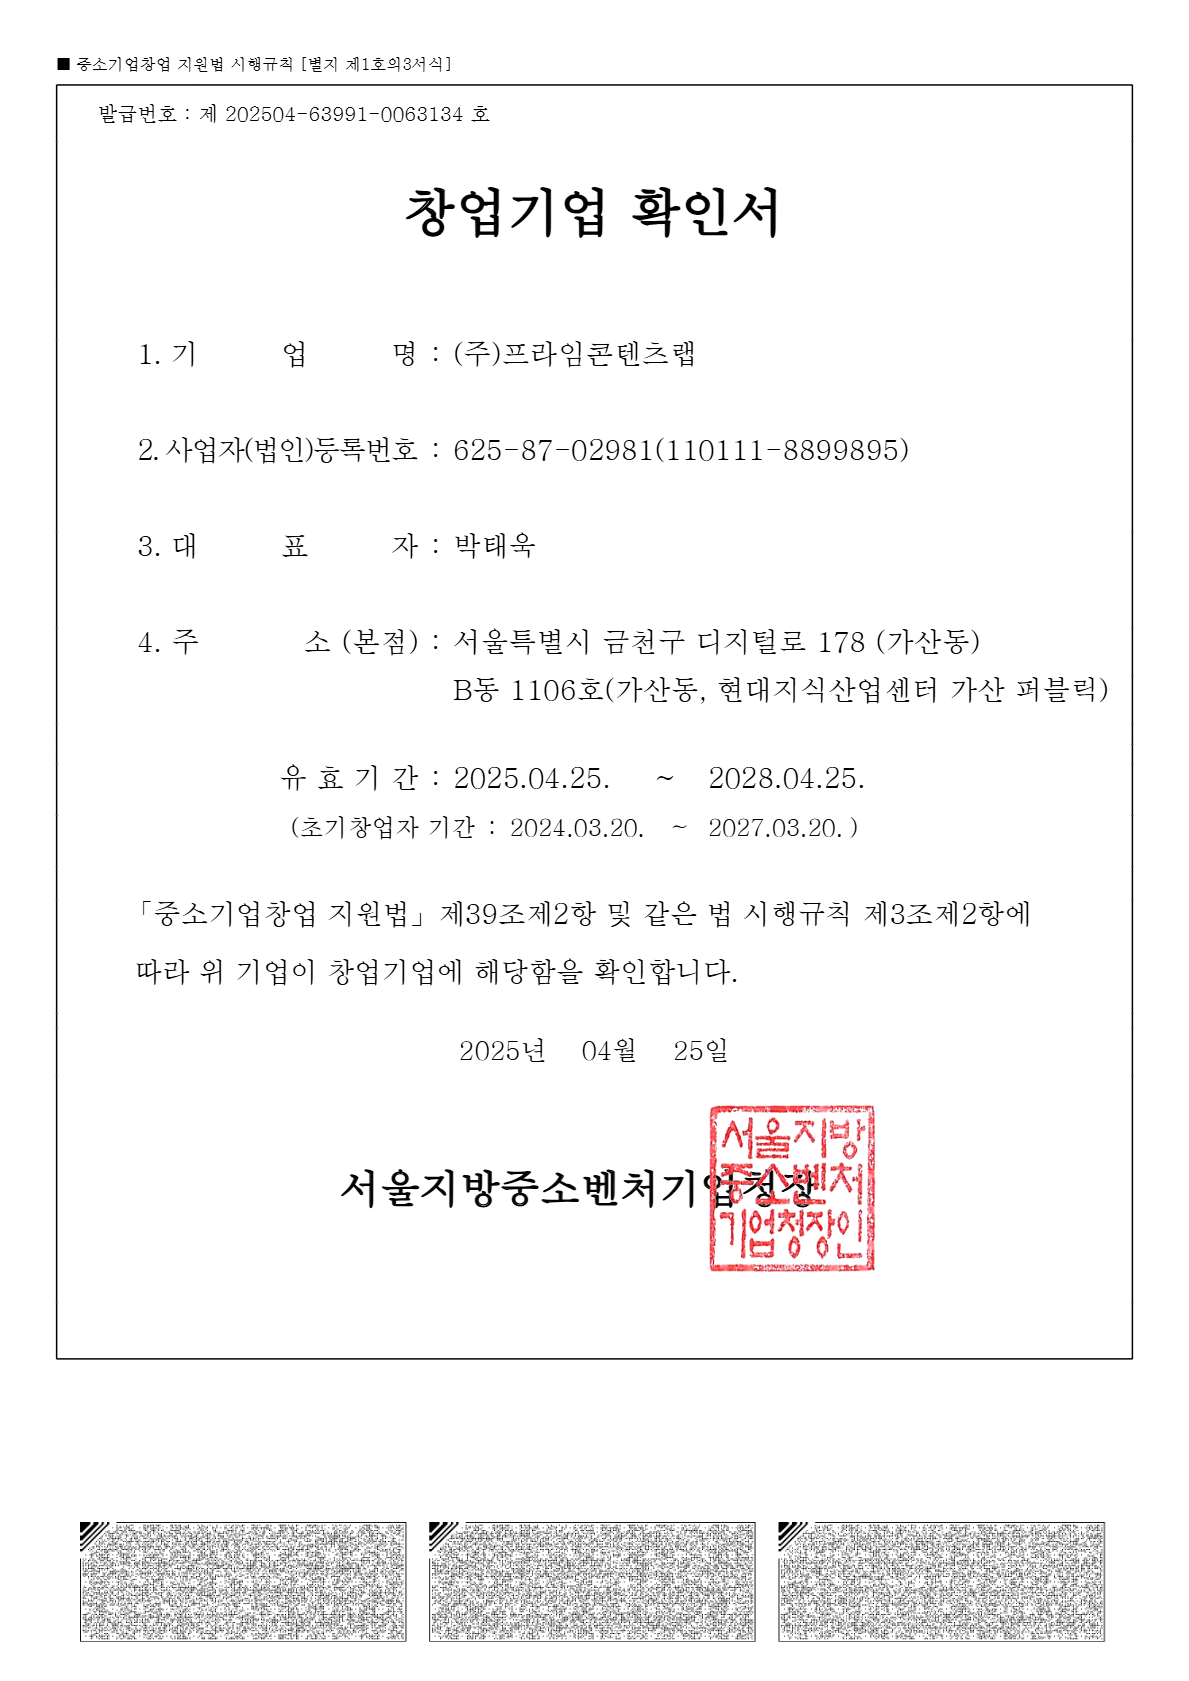 ■ 중소기업창업 지원법 시행규칙 [별지 제1호의3서식]
발급번호 : 제 202504-63991-0063134 호
창업기업 확인서
1. 기 업 명 : (주)프라임콘텐츠랩
2. 사업자(법인)등록번호 : 625-87-02981(110111-8899895)
3. 대 표 자 : 박태욱
4. 주 소 (본점) : 서울특별시 금천구 디지털로 178 (가산동)
B동 1106호(가산동, 현대지식산업센터 가산 퍼블릭)
유 효 기 간 : 2025.04.25. ~ 2028.04.25.
(초기창업자 기간 : 2024.03.20. ~ 2027.03.20. )
「중소기업창업 지원법」제39조제2항 및 같은 법 시행규칙 제3조제2항에
따라 위 기업이 창업기업에 해당함을 확인합니다.
2025년 04월 25일
서울지방중소벤처기업청장
서울지방
중소벤처
기업청장인